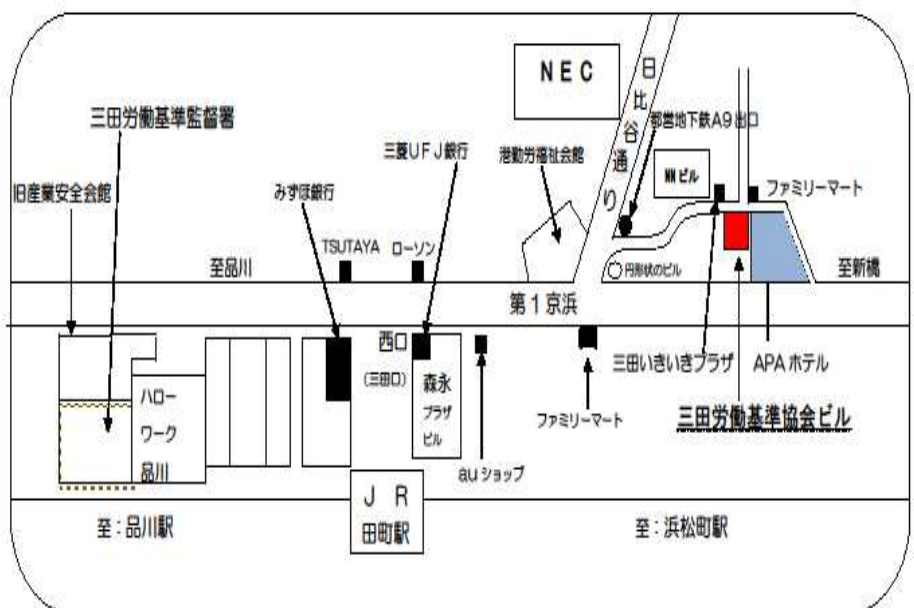 NEC
日比谷通り
三田労働基準監督署
都営地下鉄A9出口
三菱UFJ銀行
港勤労福祉会館
NNビル
旧産業安全会館
みずほ銀行
ファミリーマート
TSUTAYA
ローソン
至品川
円形状のビル
至新橋
第1京浜
西口
(三田口)
森永
プラザ
ビル
三田いきいきプラザ
APAホテル
ハロー
ワーク
品川
ファミリーマート
三田労働基準協会ビル
auショップ
JR
田町駅
至:品川駅
至:浜松町駅